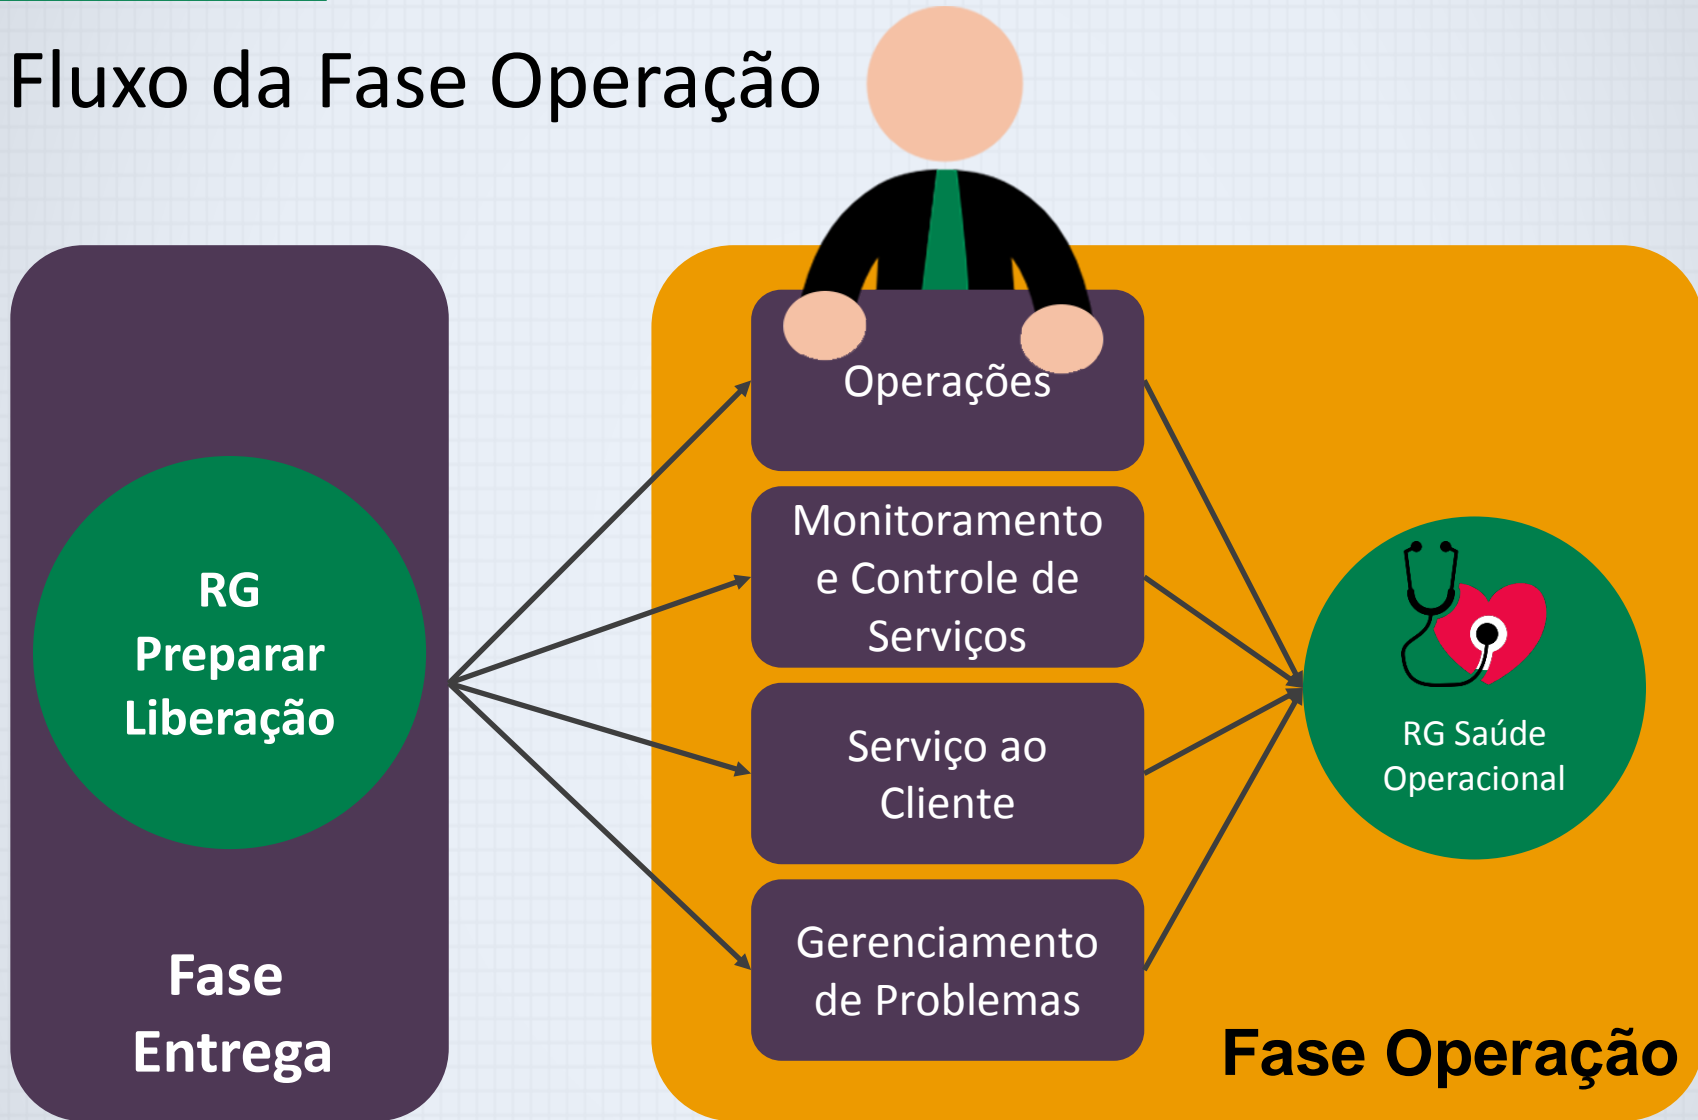 Fluxo da Fase Operação
RG
Preparar
Liberação
Fase
Entrega
Operações
Monitoramento
e Controle de
Serviços
Serviço ao
Cliente
Gerenciamento
de Problemas
RG Saúde
Operacional
Fase Operação